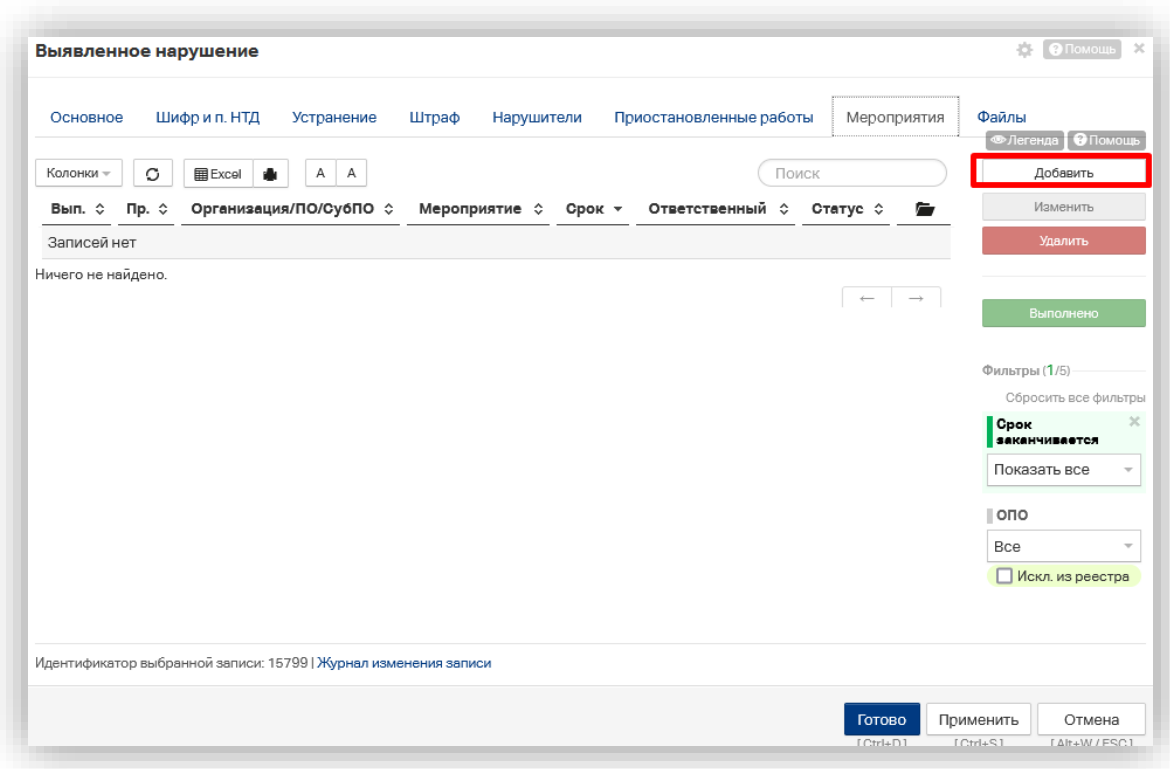 Выявленное нарушение
Помощь
Основное Шифр и п. НТД Устранение Штраф Нарушители Приостановленные работы Мероприятия Файлы
Легенда Помощь
Колонки Excel A A Поиск Добавить
Вып. Пр. Организация/ПО/СубПО Мероприятие Срок Ответственный Статус Изменить
Записей нет Удалить
Ничего не найдено.
← → Выполнено
Фильтры (1/5)
Сбросить все фильтры
Срок
заканчивается
Показать все
ОПО
Все
Искл. из реестра
Идентификатор выбранной записи: 15799 | Журнал изменения записи
Готово Применить Отмена
[Ctrl+D] [Ctrl+S] [Alt+W / ESC]